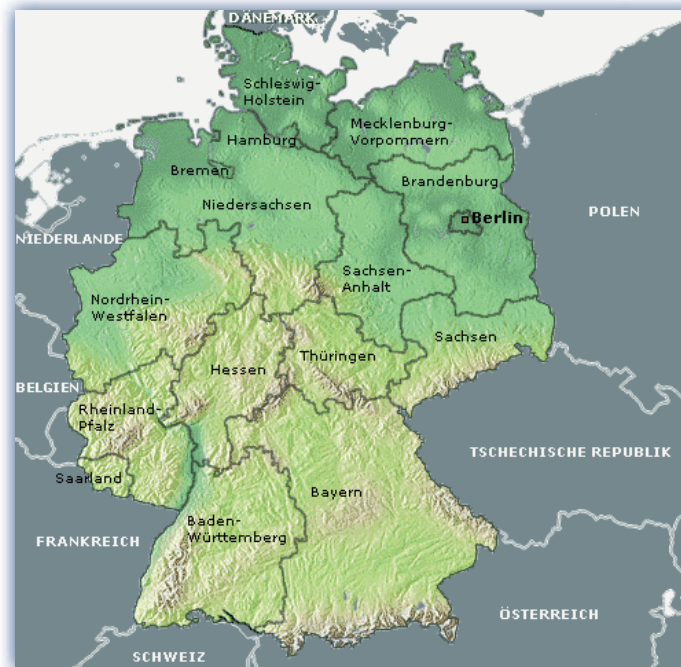 DÄNEMARK
Schleswig-
Holstein
Mecklenburg-
Vorpommern
Hamburg
Bremen
Brandenburg
Niedersachsen
Berlin
POLEN
NIEDERLANDE
Sachsen-
Anhalt
Nordrhein-
Westfalen
Sachsen
Thüringen
Hessen
BELGIEN
Rheinland-
Pfalz
TSCHECHISCHE REPUBLIK
Saarland
Bayern
Baden-
Württemberg
FRANKREICH
ÖSTERREICH
SCHWEIZ